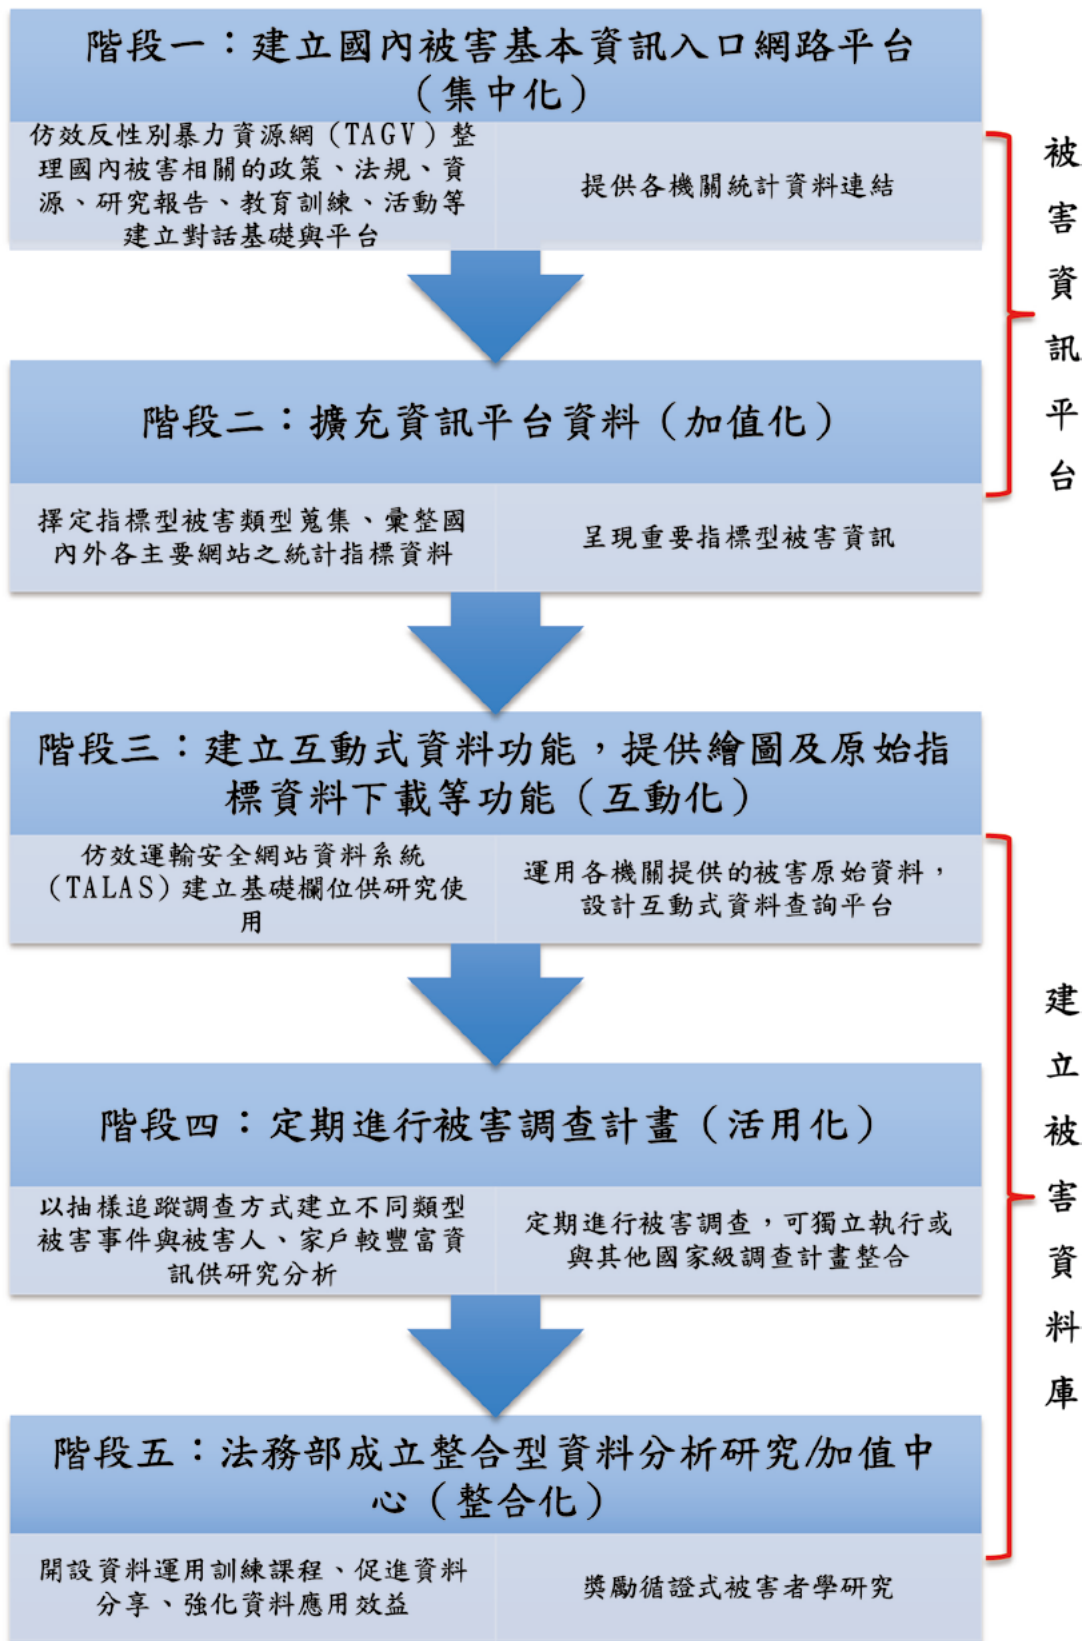 階段一：建立國內被害基本資訊入口網路平台
（集中化）
仿效反性別暴力資源網（TAGV）整
理國內被害相關的政策、法規、資
源、研究報告、教育訓練、活動等
建立對話基礎與平台
提供各機關統計資料連結
階段二：擴充資訊平台資料（加值化）
擇定指標型被害類型蒐集、彙整國
內外各主要網站之統計指標資料
呈現重要指標型被害資訊
被
害
資
訊
平
台
階段三：建立互動式資料功能，提供繪圖及原始指
標資料下載等功能（互動化）
仿效運輸安全網站資料系統
（TALAS）建立基礎欄位供研究使
用
運用各機關提供的被害原始資料，
設計互動式資料查詢平台
階段四：定期進行被害調查計畫（活用化）
以抽樣追蹤調查方式建立不同類型
被害事件與被害人、家戶較豐富資
訊供研究分析
定期進行被害調查，可獨立執行或
與其他國家級調查計畫整合
階段五：法務部成立整合型資料分析研究/加值中
心（整合化）
開設資料運用訓練課程、促進資料
分享、強化資料應用效益
獎勵循證式被害者學研究
建
立
被
害
資
料
庫